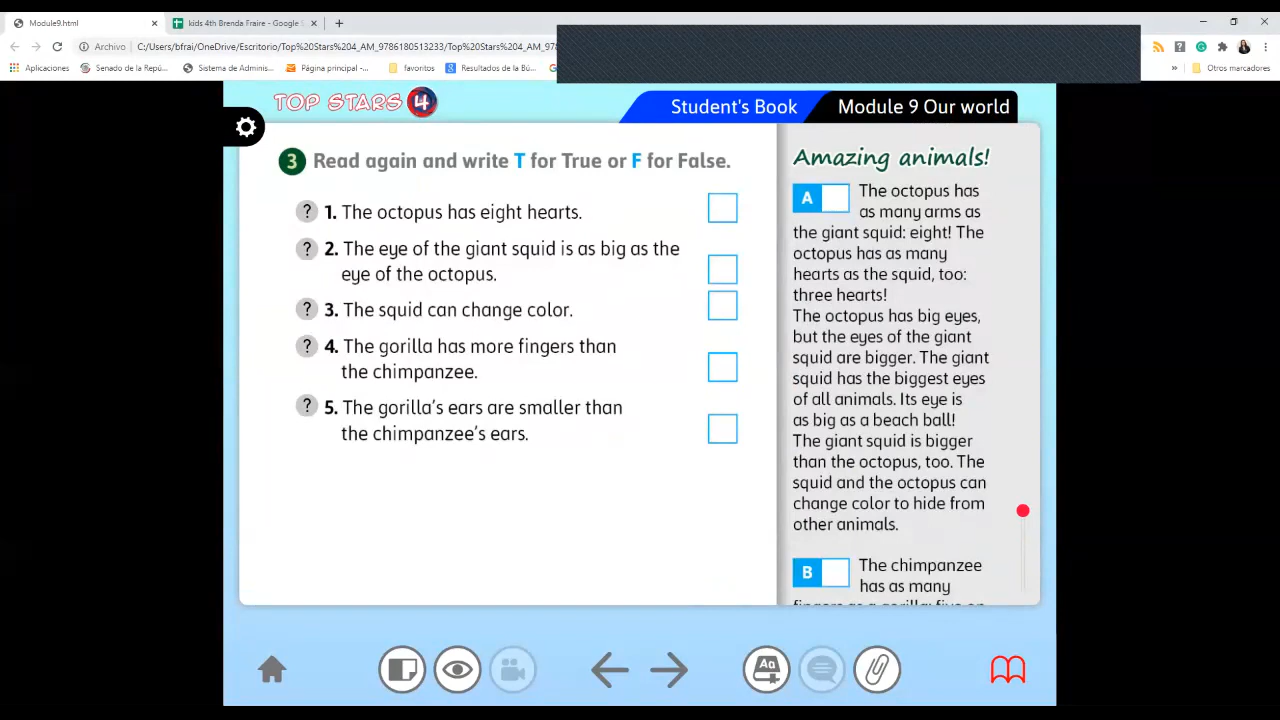 Module9.html
kids 4th Brenda Fraire - Google S
Archivo C:/Users/bfrai/OneDrive/Escritorio/Top%20Stars%204_AM_9786180513233/Top%20Stars%204_AM_978
Aplicaciones Senado de la Repú... Sistema de Adminis... Página principal -... favoritos Resultados de la Bú... » Otros marcadores
TOP STARS 4
Student's Book Module 9 Our world
3 Read again and write T for True or F for False.
? 1. The octopus has eight hearts.
? 2. The eye of the giant squid is as big as the
eye of the octopus.
? 3. The squid can change color.
? 4. The gorilla has more fingers than
the chimpanzee.
? 5. The gorilla's ears are smaller than
the chimpanzee's ears.
Amazing animals!
A The octopus has
as many arms as
the giant squid: eight! The
octopus has as many
hearts as the squid, too:
three hearts!
The octopus has big eyes,
but the eyes of the giant
squid are bigger. The giant
squid has the biggest eyes
of all animals. Its eye is
as big as a beach ball!
The giant squid is bigger
than the octopus, too. The
squid and the octopus can
change color to hide from
other animals.
B The chimpanzee
has as many
Aa